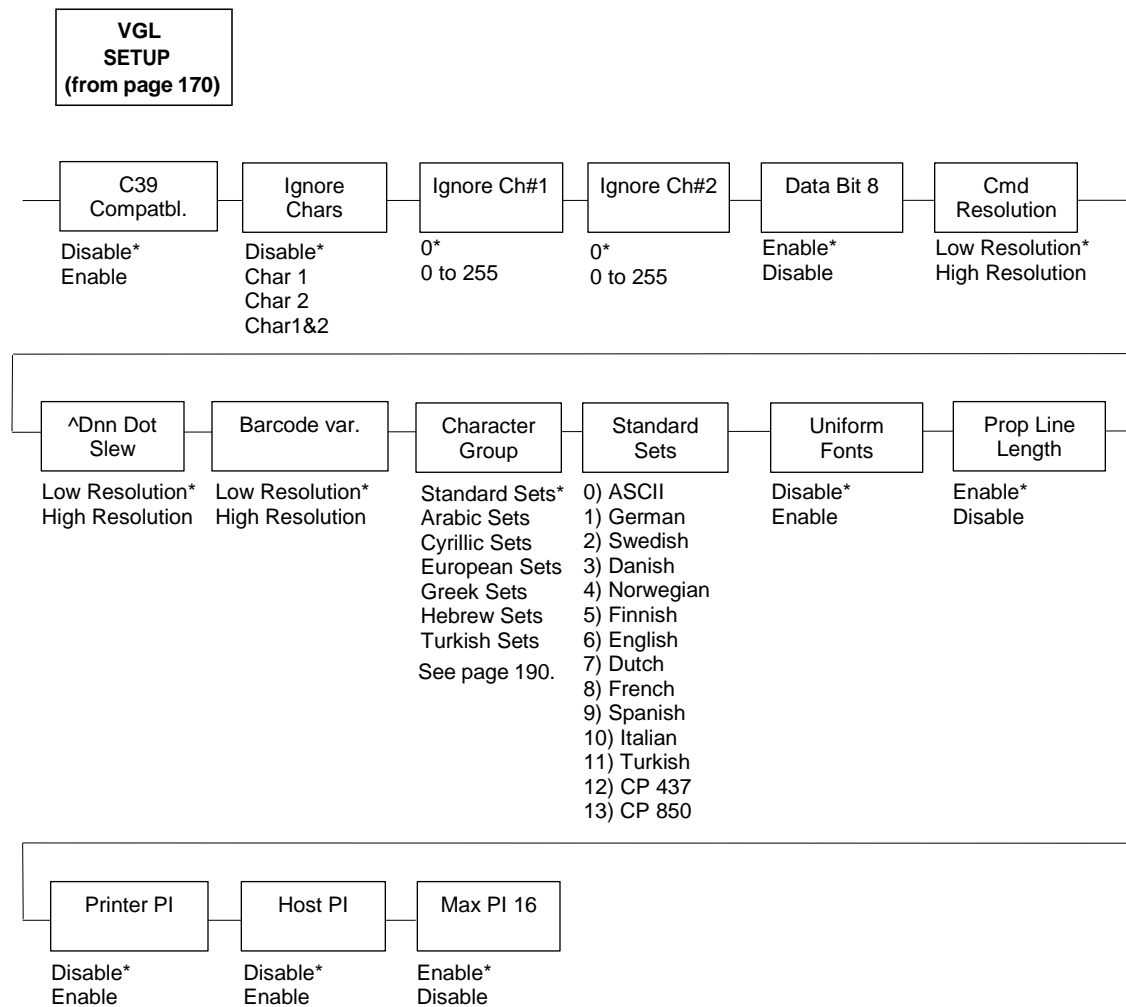 VGL
SETUP
(from page 170)
C39
Compatbl.
Disable*
Enable
Ignore
Chars
Disable*
Char 1
Char 2
Char1&2
Ignore Ch#1
0*
0 to 255
Ignore Ch#2
0*
0 to 255
Data Bit 8
Enable*
Disable
Cmd
Resolution
Low Resolution*
High Resolution
^Dnn Dot
Slew
Low Resolution*
High Resolution
Barcode var.
Low Resolution*
High Resolution
Character
Group
Standard Sets*
Arabic Sets
Cyrillic Sets
European Sets
Greek Sets
Hebrew Sets
Turkish Sets
See page 190.
Standard
Sets
0) ASCII
1) German
2) Swedish
3) Danish
4) Norwegian
5) Finnish
6) English
7) Dutch
8) French
9) Spanish
10) Italian
11) Turkish
12) CP 437
13) CP 850
Uniform
Fonts
Disable*
Enable
Prop Line
Length
Enable*
Disable
Printer PI
Disable*
Enable
Host PI
Disable*
Enable
Max PI 16
Enable*
Disable